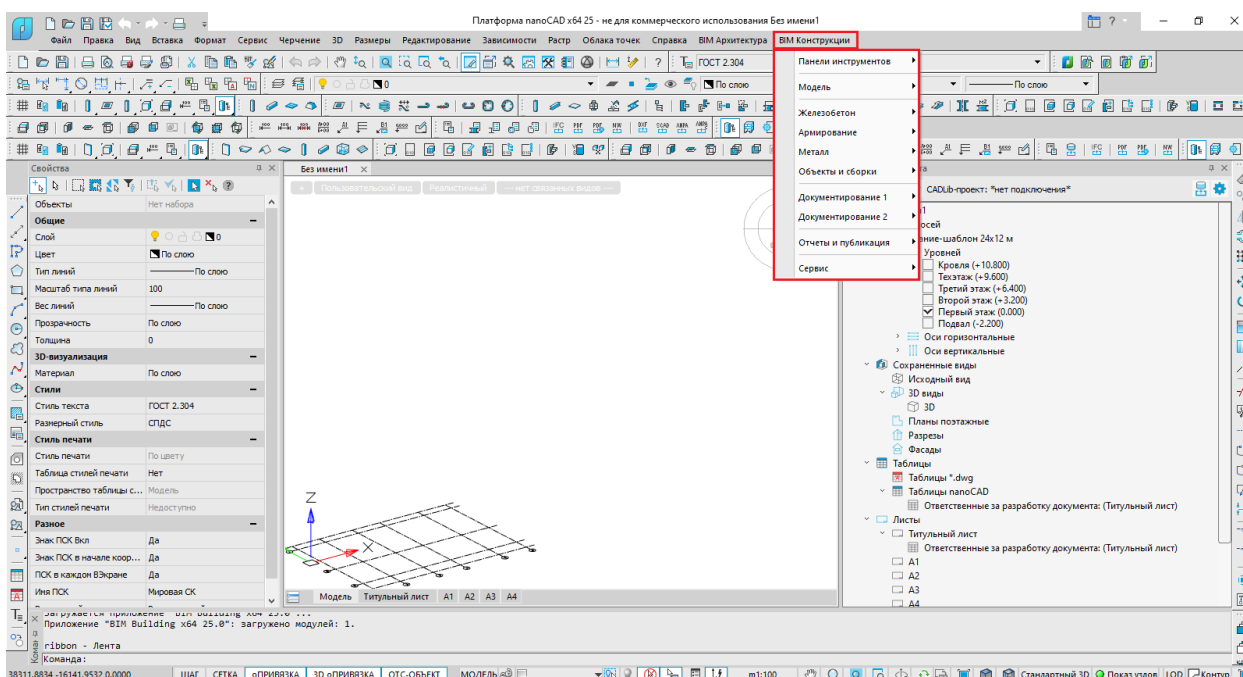 Платформа nanoCAD x64 25 - не для коммерческого использования Без имени1
?
Файл Правка Вид Вставка Формат Сервис Черчение 3D Размеры Редактирование Зависимости Растр Облака точек Справка BIM Архитектура BIM Конструкции
ГОСТ 2.304
0
По слою
По слою
Панели инструментов
Модель
Железобетон
Армирование
Металл
Объекты и сборки
Документирование 1
Документирование 2
Отчеты и публикация
Сервис
Свойства
Объекты Нет набора
Общие
Слой 0
Цвет По слою
Тип линий По слою
Масштаб типа линий 100
Вес линий По слою
Прозрачность По слою
Толщина 0
3D-визуализация
Материал По слою
Стили
Стиль текста ГОСТ 2.304
Размерный стиль СПДС
Стиль печати
Стиль печати По цвету
Таблица стилей печати Нет
Пространство таблицы с... Модель
Тип стилей печати Недоступно
Разное
Знак ПСК Вкл Да
Знак ПСК в начале коор... Да
ПСК в каждом ВЭкране Да
Имя ПСК Мировая СК
Без имени1
+ Пользовательский вид Реалистичный --- нет связанных видов ---
Z
X
Модель Титульный лист A1 A2 A3 A4
CADLib-проект: *нет подключения*
ание-шаблон 24x12 м
Уровней
Кровля (+10.800)
Техэтаж (+9.600)
Третий этаж (+6.400)
Второй этаж (+3.200)
Первый этаж (0.000)
Подвал (-2.200)
Оси горизонтальные
Оси вертикальные
Сохраненные виды
Исходный вид
3D виды
3D
Планы поэтажные
Разрезы
Фасады
Таблицы
Таблицы *.dwg
Таблицы nanoCAD
Ответственные за разработку документа: (Титульный лист)
Листы
Титульный лист
Ответственные за разработку документа: (Титульный лист)
A1
A2
A3
A4
Приложение "BIM Building x64 25.0": загружено модулей: 1.
ribbon - Лента
Команда:
38311.8834,-16141.9532,0.0000 ШАГ СЕТКА оПРИВЯЗКА 3D оПРИВЯЗКА ОТС-ОБЪЕКТ МОДЕЛЬ m1:100 Стандартный 3D Показ узлов LOD Контур